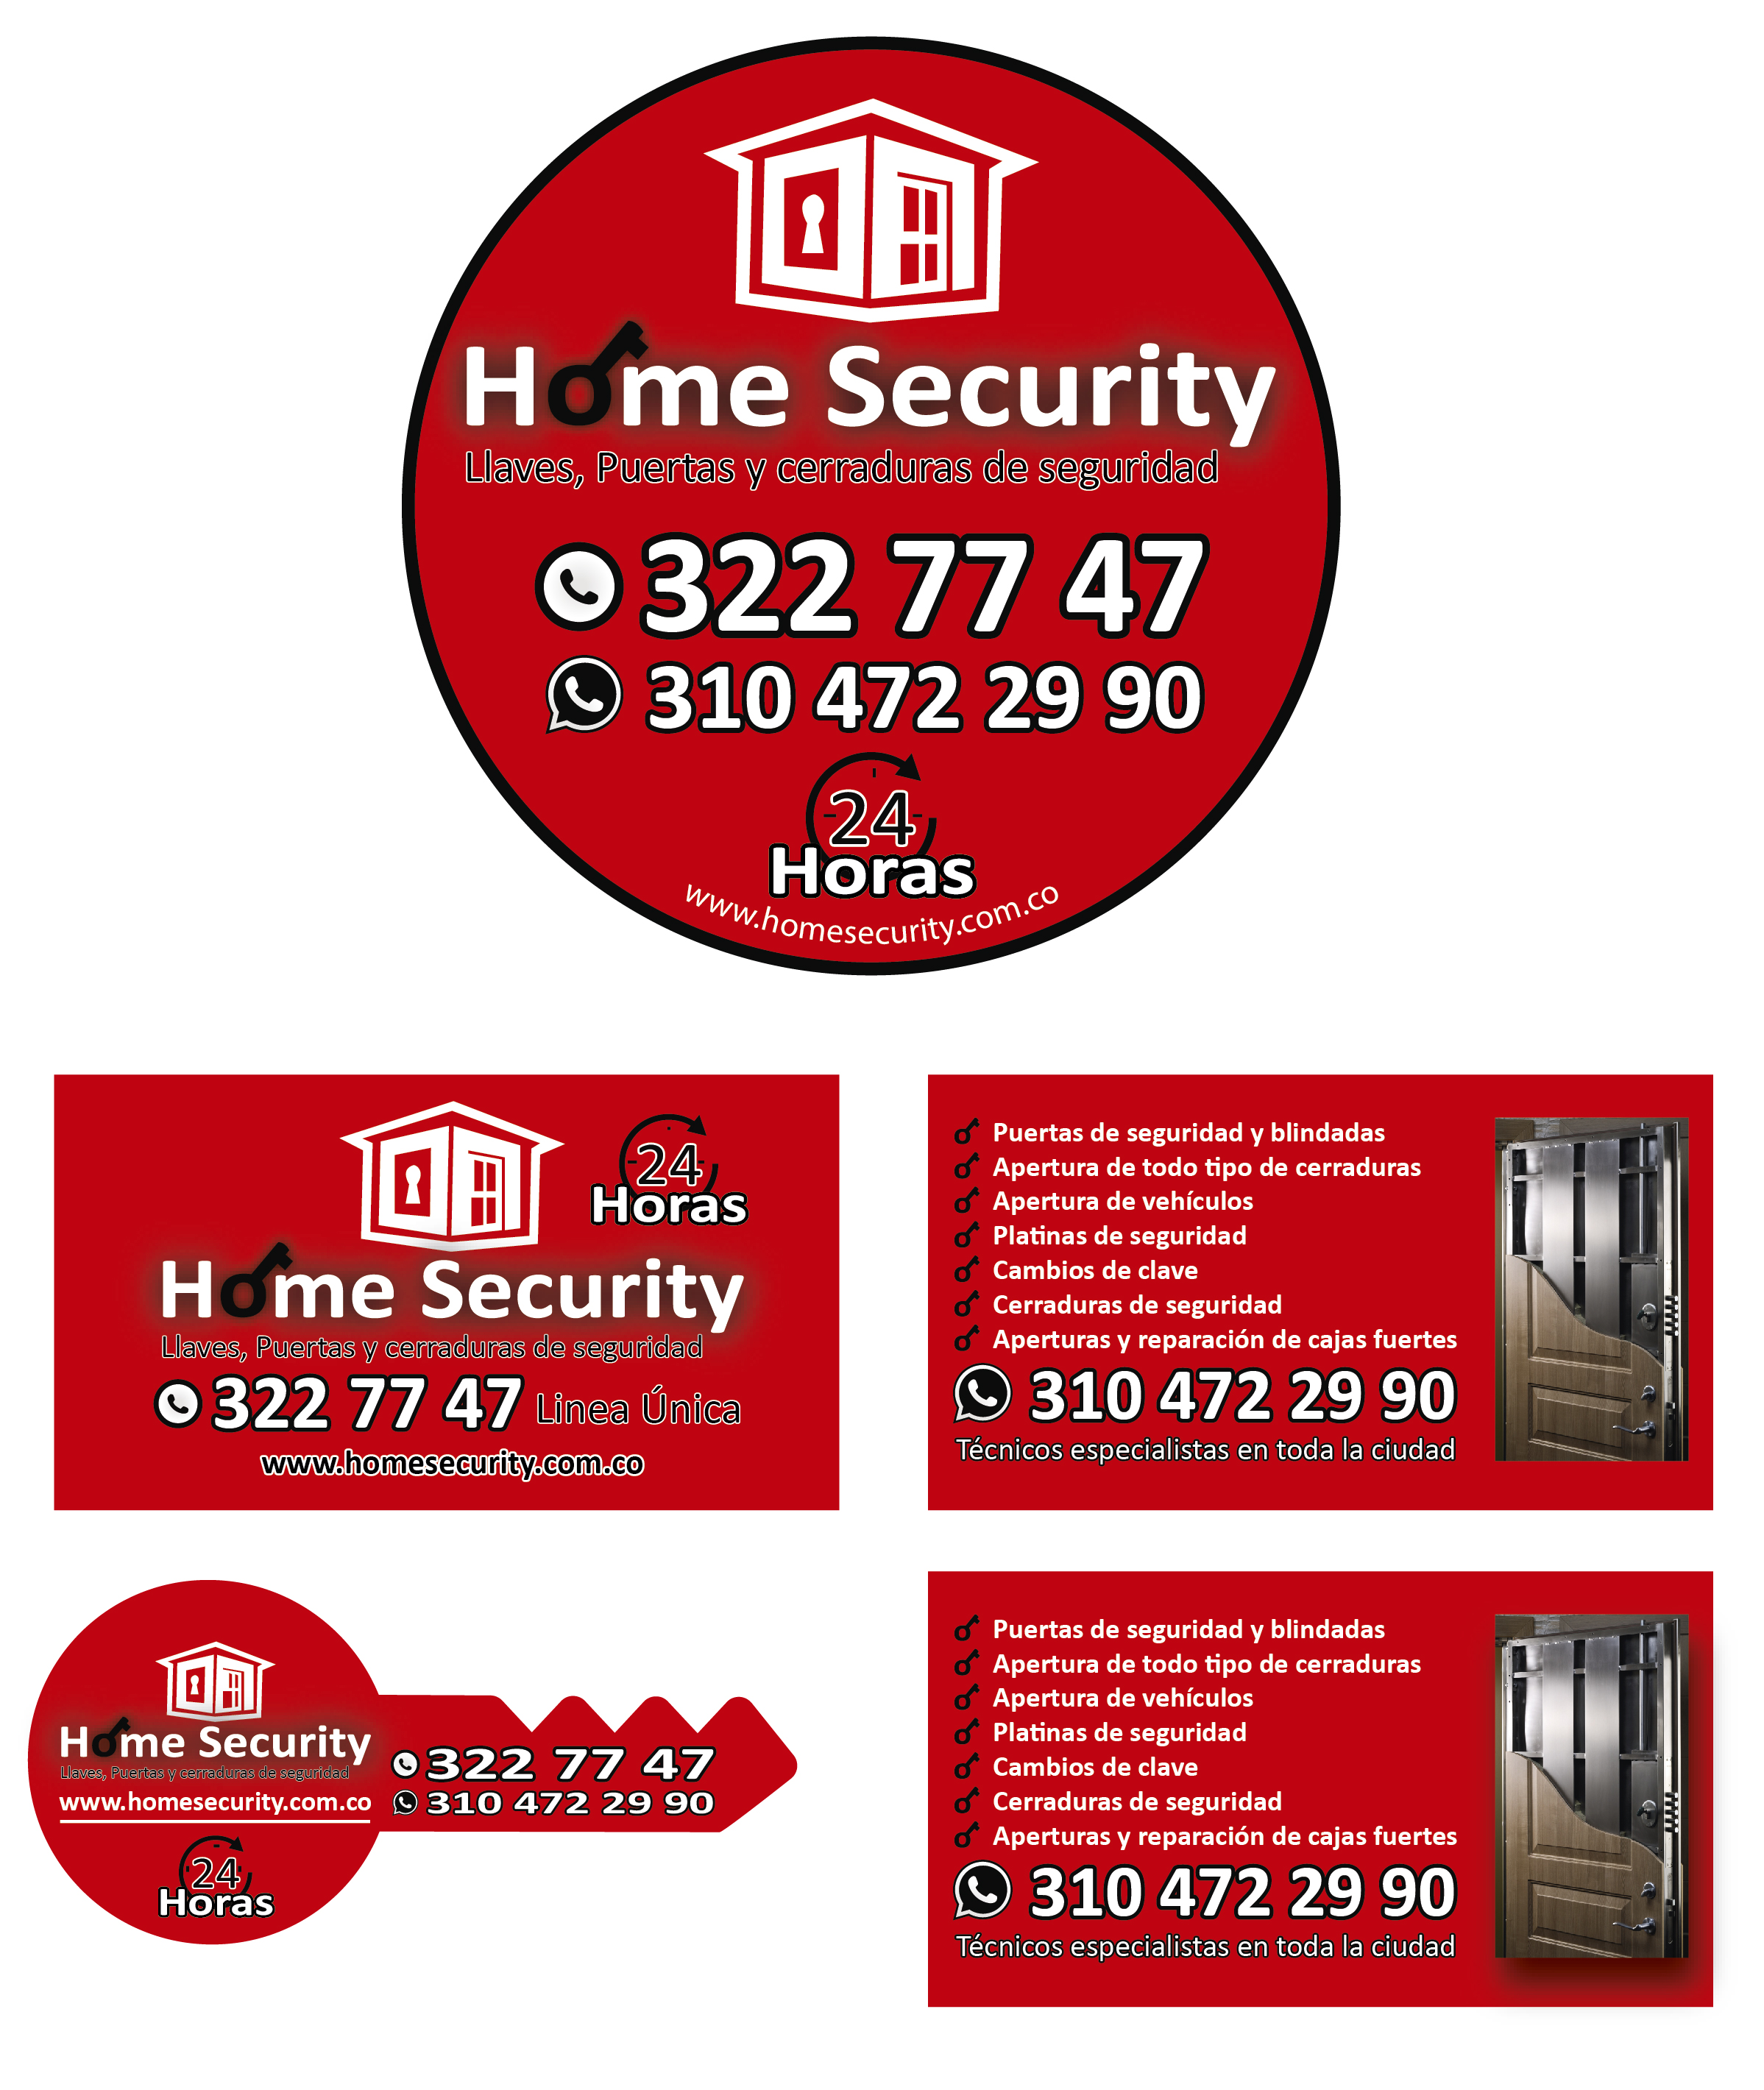 Home Security
Llaves, Puertas y cerraduras de seguridad
322 77 47
310 472 29 90
24
Horas
www.homesecurity.com.co
24
Horas
Home Security
Llaves, Puertas y cerraduras de seguridad
322 77 47 Linea Única
www.homesecurity.com.co
Puertas de seguridad y blindadas
Apertura de todo tipo de cerraduras
Apertura de vehículos
Platinas de seguridad
Cambios de clave
Cerraduras de seguridad
Aperturas y reparación de cajas fuertes
310 472 29 90
Técnicos especialistas en toda la ciudad
Home Security
Llaves, Puertas y cerraduras de seguridad
www.homesecurity.com.co
24
Horas
322 77 47
310 472 29 90
Puertas de seguridad y blindadas
Apertura de todo tipo de cerraduras
Apertura de vehículos
Platinas de seguridad
Cambios de clave
Cerraduras de seguridad
Aperturas y reparación de cajas fuertes
310 472 29 90
Técnicos especialistas en toda la ciudad